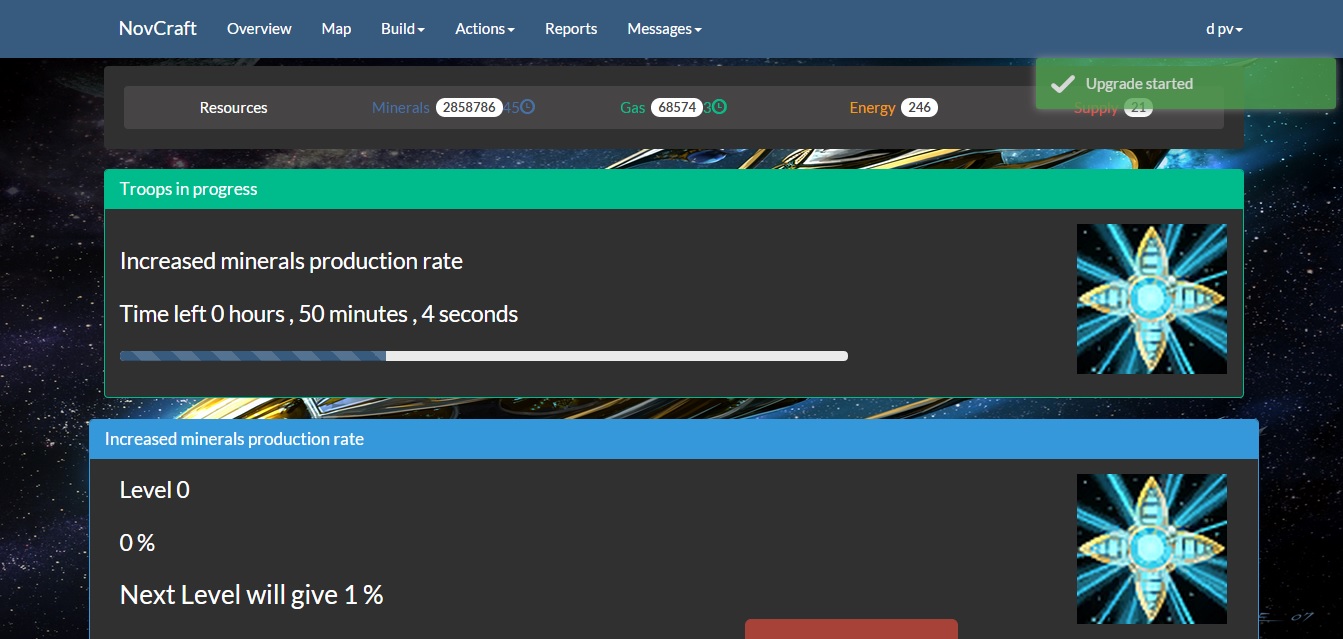 NovCraft Overview Map Build Actions Reports Messages d pv
Upgrade started
Resources Minerals 2858786 45 Gas 68574 3 Energy 246 Supply 21
Troops in progress
Increased minerals production rate
Time left 0 hours , 50 minutes , 4 seconds
Increased minerals production rate
Level 0
0 %
Next Level will give 1 %
07